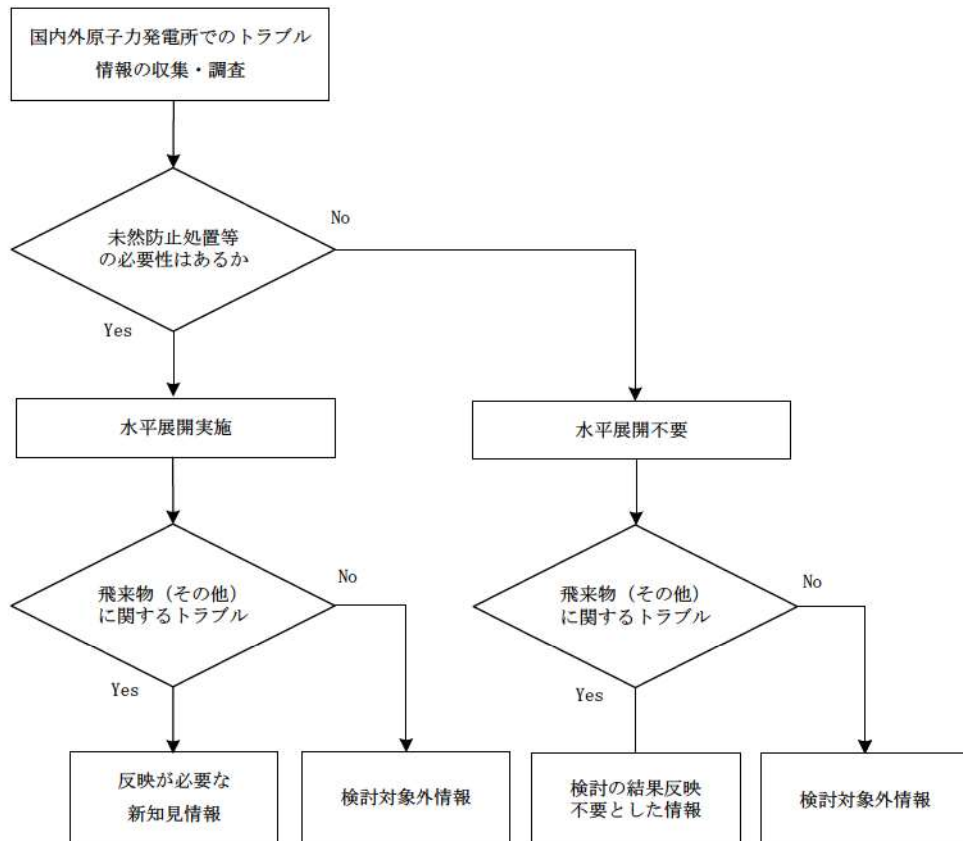 国内外原子力発電所でのトラブル
情報の収集・調査
未然防止処置等
の必要性はあるか
No
Yes
水平展開実施
水平展開不要
飛来物（その他）
に関するトラブル
No
Yes
飛来物（その他）
に関するトラブル
No
Yes
反映が必要な
新知見情報
検討対象外情報
検討の結果反映
不要とした情報
検討対象外情報